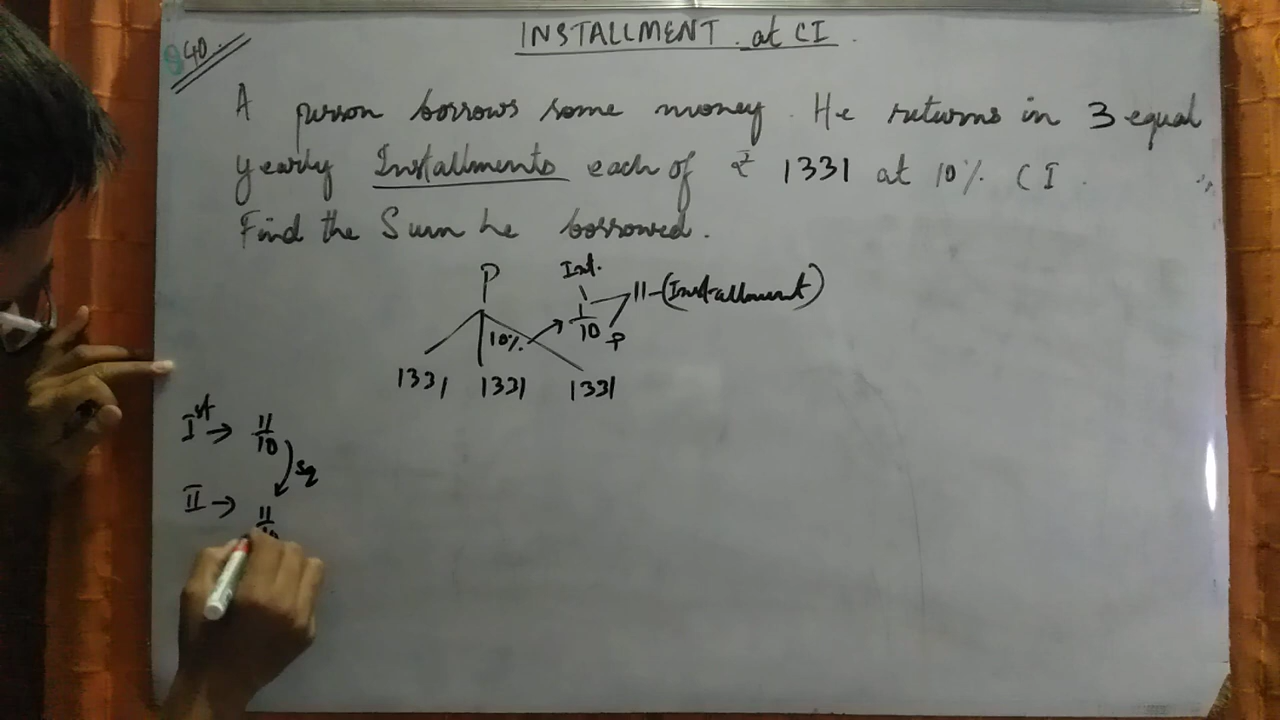 INSTALLMENT at CI.
840.
A person borrows some money. He returns in 3 equal
yearly Installments each of ₹ 1331 at 10% CI.
Find the Sum he borrowed.
P
Int.
10%
1/10
P
11-(Installment)
1331 1331 1331
Ist → 11/10
sq
II → 11/10